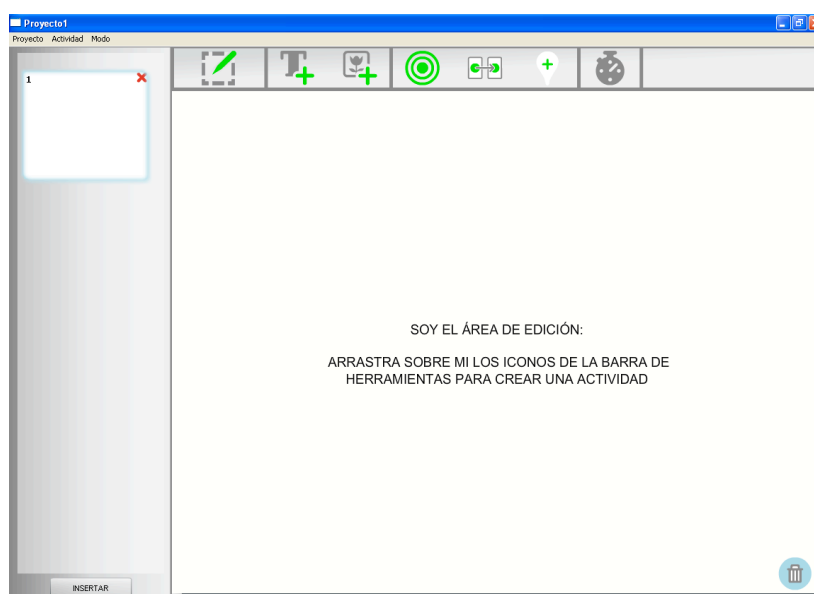 Proyecto1
Proyecto Actividad Modo
1
SOY EL ÁREA DE EDICIÓN:
ARRASTRA SOBRE MI LOS ICONOS DE LA BARRA DE
HERRAMIENTAS PARA CREAR UNA ACTIVIDAD
INSERTAR